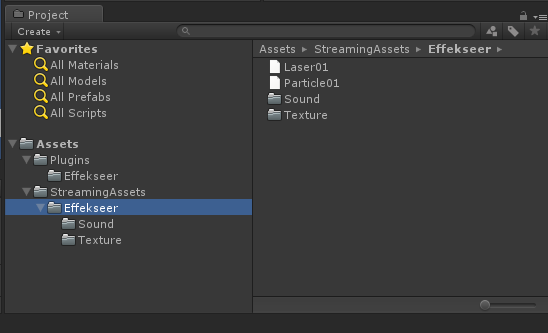 Project
Create
Favorites
All Materials
All Models
All Prefabs
All Scripts
Assets
Plugins
Effekseer
StreamingAssets
Effekseer
Sound
Texture
Assets StreamingAssets Effekseer
Laser01
Particle01
Sound
Texture